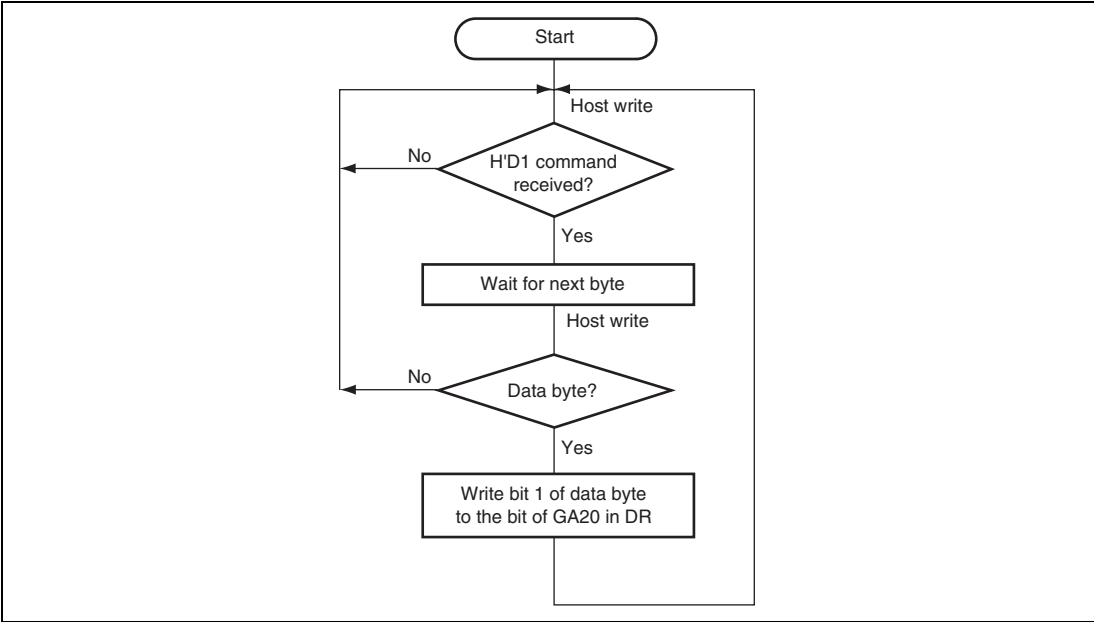 Start
Host write
No
H'D1 command
received?
Yes
Wait for next byte
Host write
No
Data byte?
Yes
Write bit 1 of data byte
to the bit of GA20 in DR